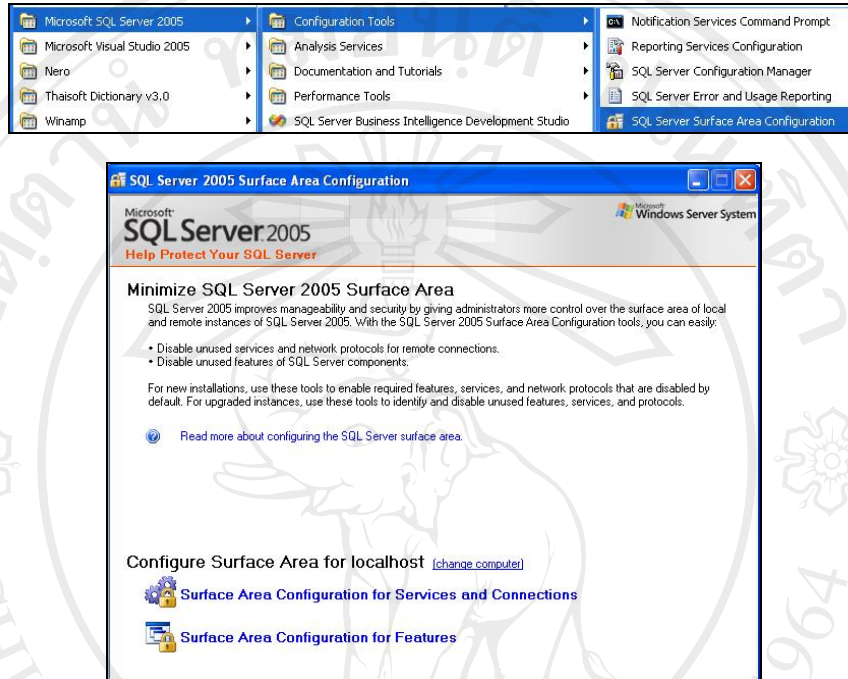 Microsoft SQL Server 2005
Microsoft Visual Studio 2005
Nero
Thaisoft Dictionary v3.0
Winamp
Configuration Tools
Analysis Services
Documentation and Tutorials
Performance Tools
SQL Server Business Intelligence Development Studio
Notification Services Command Prompt
Reporting Services Configuration
SQL Server Configuration Manager
SQL Server Error and Usage Reporting
SQL Server Surface Area Configuration
SQL Server 2005 Surface Area Configuration
Microsoft
SQL Server 2005
Help Protect Your SQL Server
Microsoft
Windows Server System
Minimize SQL Server 2005 Surface Area
SQL Server 2005 improves manageability and security by giving administrators more control over the surface area of local
and remote instances of SQL Server 2005. With the SQL Server 2005 Surface Area Configuration tools, you can easily:
• Disable unused services and network protocols for remote connections.
• Disable unused features of SQL Server components.
For new installations, use these tools to enable required features, services, and network protocols that are disabled by
default. For upgraded instances, use these tools to identify and disable unused features, services, and protocols.
Read more about configuring the SQL Server surface area.
Configure Surface Area for localhost (change computer)
Surface Area Configuration for Services and Connections
Surface Area Configuration for Features
964